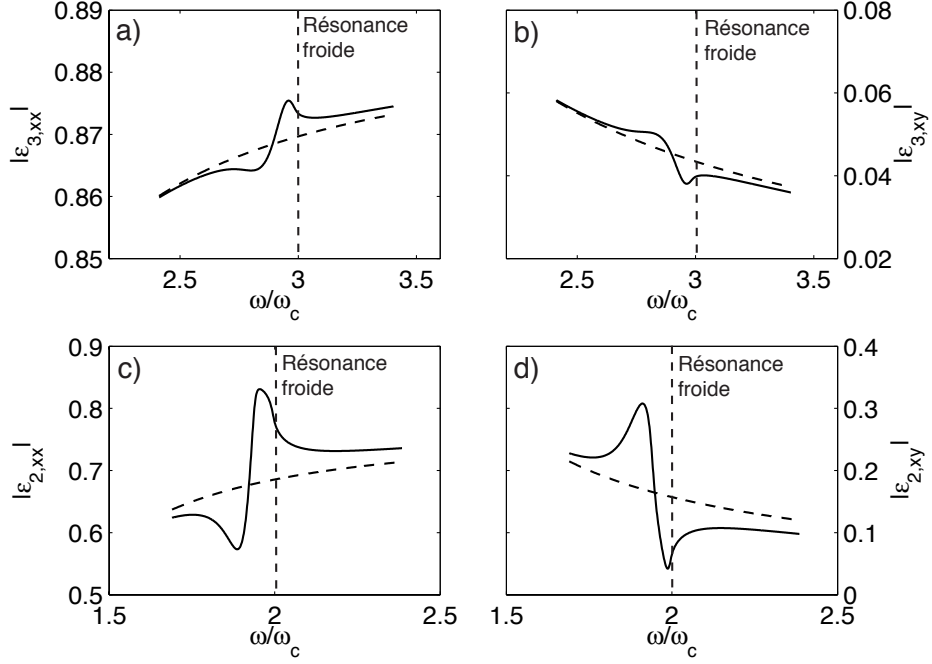 a)
Résonance
froide
0.89
0.88
0.87
0.86
0.85
|ε3,xx|
2.5
3
3.5
ω/ωc
b)
Résonance
froide
0.08
0.06
0.04
0.02
|ε3,xy|
2.5
3
3.5
ω/ωc
c)
Résonance
froide
0.9
0.8
0.7
0.6
0.5
|ε2,xx|
1.5
2
2.5
ω/ωc
d)
Résonance
froide
0.4
0.3
0.2
0.1
0
|ε2,xy|
1.5
2
2.5
ω/ωc